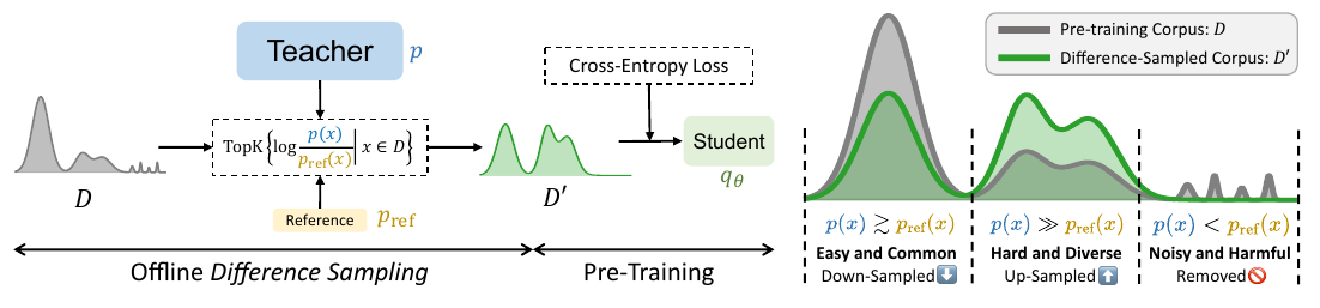 Teacher p
Cross-Entropy Loss
TopK{log p(x)/p_ref(x) | x ∈ D}
Student
q_θ
D
D′
Reference p_ref
Offline Difference Sampling
Pre-Training
Pre-training Corpus: D
Difference-Sampled Corpus: D′
p(x) ≳ p_ref(x)
Easy and Common
Down-Sampled⬇️
p(x) ≫ p_ref(x)
Hard and Diverse
Up-Sampled⬆️
p(x) < p_ref(x)
Noisy and Harmful
Removed🚫